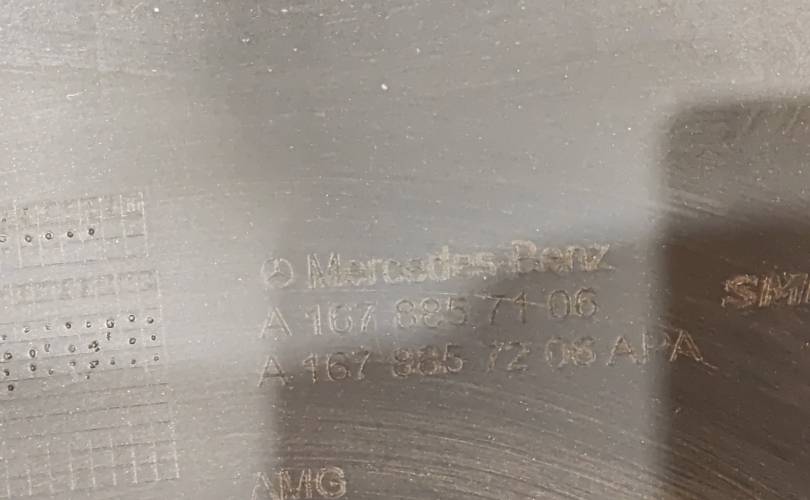 Mercedes-Benz
A 167 885 71 06
A 167 885 72 06 APA
AMG